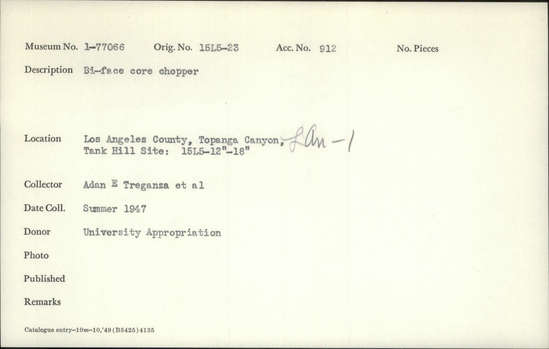 Museum No. 1-77066 Orig. No. 15L5-23 Acc. No. 912 No. Pieces
Description Bi-face core chopper
Location Los Angeles County, Topanga Canyon, LAn-1
Tank Hill Site: 15L5-12"-18"
Collector Adan E Treganza et al
Date Coll. Summer 1947
Donor University Appropriation
Photo
Published
Remarks
Catalogue entry-10m-10,'49(B5425)4135